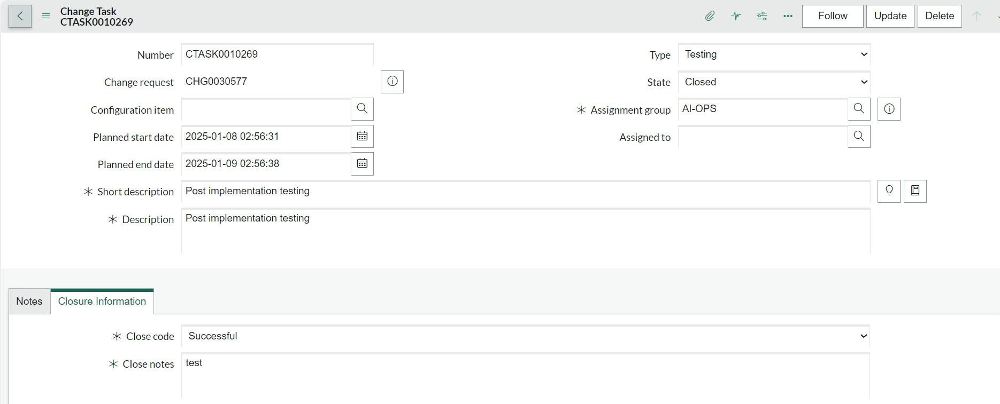 Change Task
CTASK0010269
Follow
Update
Delete
Number
CTASK0010269
Type
Testing
Change request
CHG0030577
State
Closed
Configuration item
Assignment group
AI-OPS
Planned start date
2025-01-08 02:56:31
Assigned to
Planned end date
2025-01-09 02:56:38
Short description
Post implementation testing
Description
Post implementation testing
Notes
Closure Information
Close code
Successful
Close notes
test